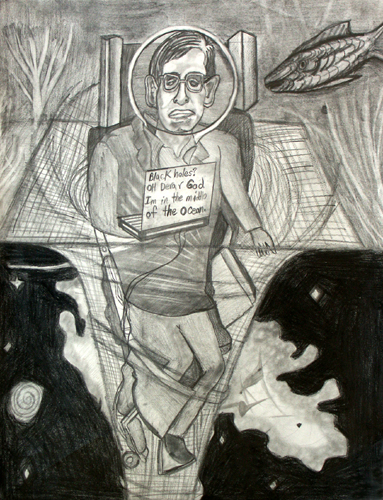 Black holes?
Oh Dear God
I'm in the middle
of the Ocean.